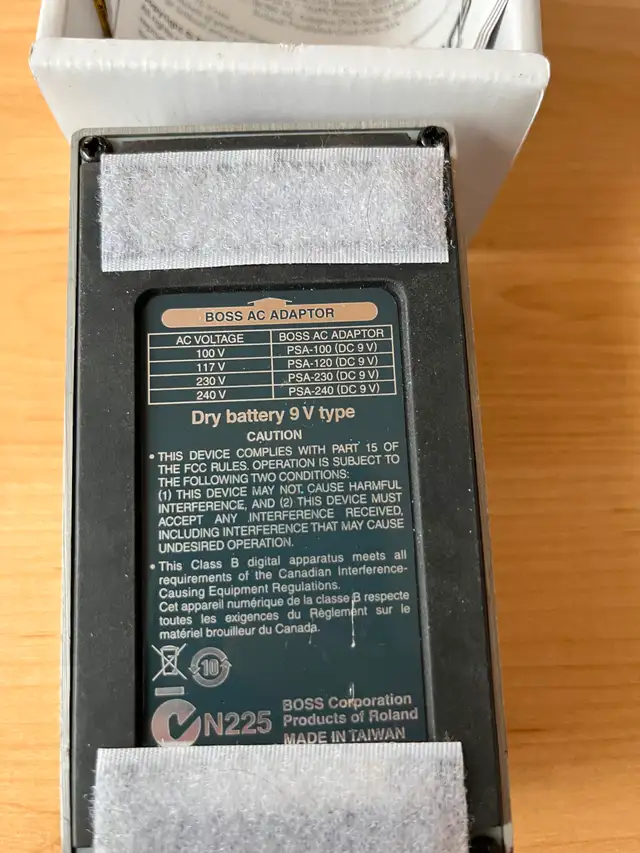 BOSS AC ADAPTOR
AC VOLTAGE BOSS AC ADAPTOR
100 V PSA-100 (DC 9 V)
117 V PSA-120 (DC 9 V)
230 V PSA-230 (DC 9 V)
240 V PSA-240 (DC 9 V)
Dry battery 9 V type
CAUTION
• THIS DEVICE COMPLIES WITH PART 15 OF
THE FCC RULES. OPERATION IS SUBJECT TO
THE FOLLOWING TWO CONDITIONS:
(1) THIS DEVICE MAY NOT CAUSE HARMFUL
INTERFERENCE, AND (2) THIS DEVICE MUST
ACCEPT ANY INTERFERENCE RECEIVED,
INCLUDING INTERFERENCE THAT MAY CAUSE
UNDESIRED OPERATION.
• This Class B digital apparatus meets all
requirements of the Canadian Interference-
Causing Equipment Regulations.
Cet appareil numérique de la classe B respecte
toutes les exigences du Règlement sur le
matériel brouilleur du Canada.
10
N225
BOSS Corporation
Products of Roland
MADE IN TAIWAN